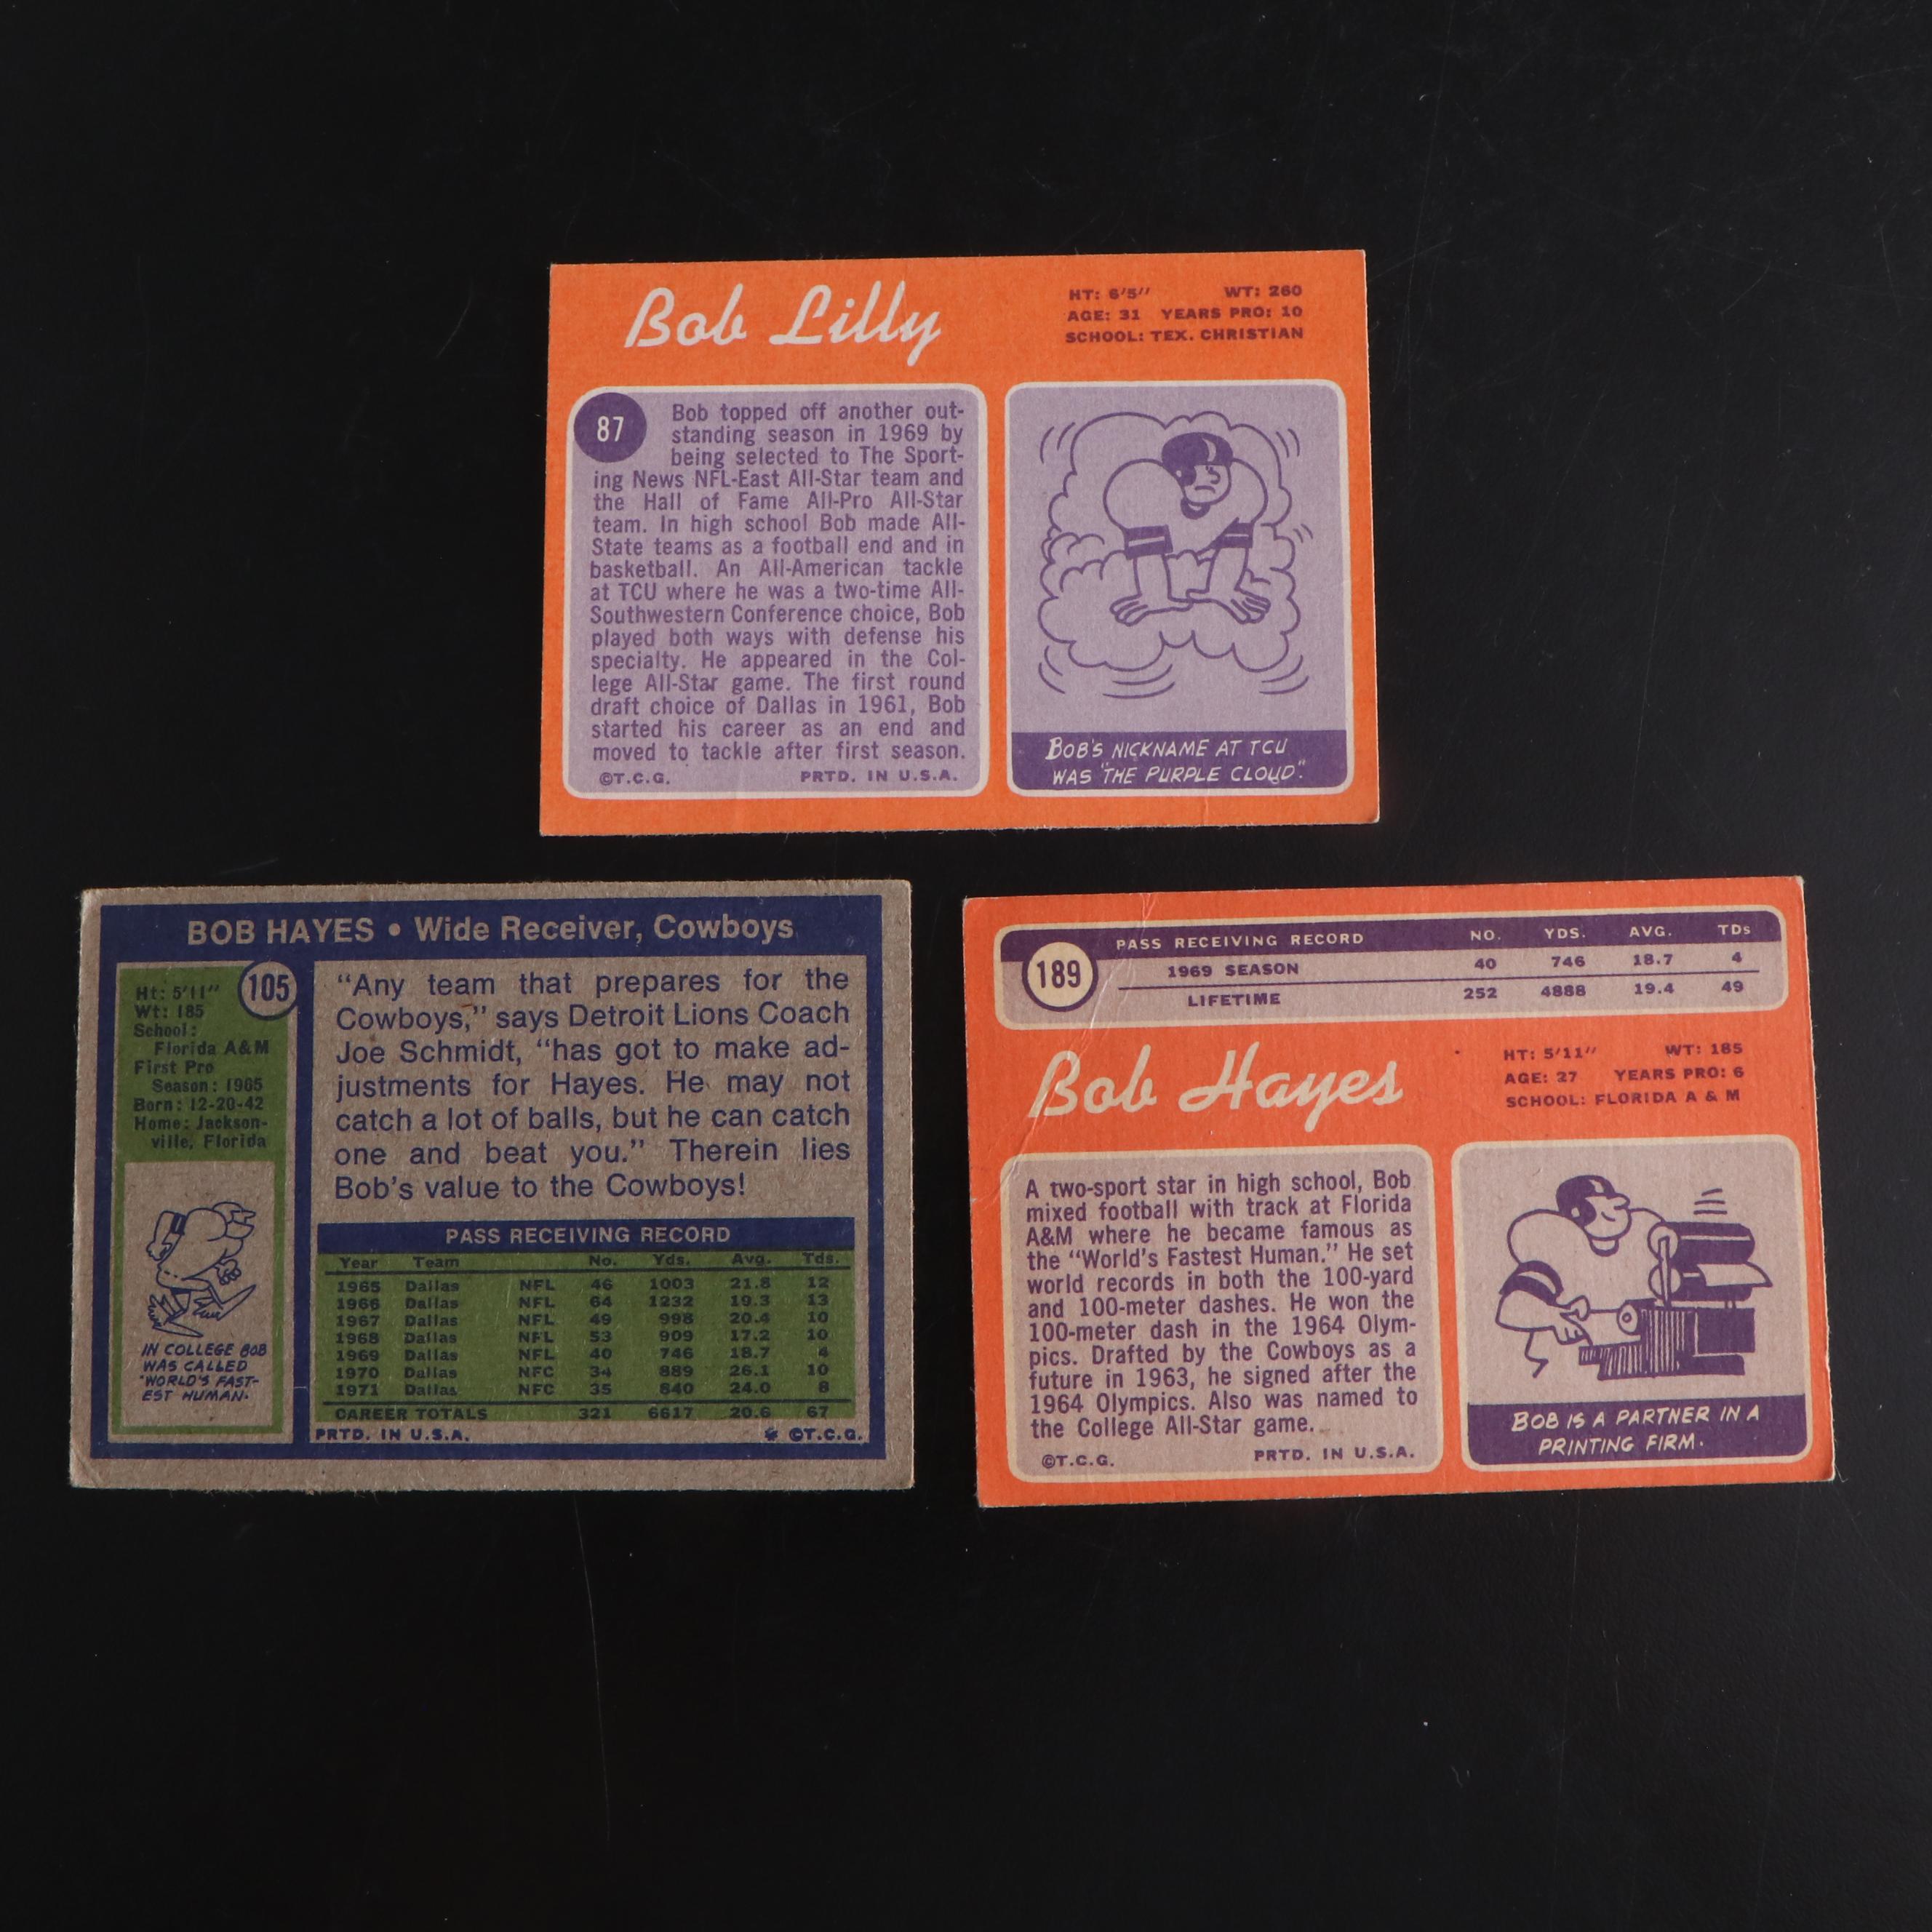 Bob Lilly
HT: 6'5" WT: 260
AGE: 31 YEARS PRO: 10
SCHOOL: TEX. CHRISTIAN
87
Bob topped off another out-
standing season in 1969 by
being selected to The Sport-
ing News NFL-East All-Star team and
the Hall of Fame All-Pro All-Star
team. In high school Bob made All-
State teams as a football end and in
basketball. An All-American tackle
at TCU where he was a two-time All-
Southwestern Conference choice, Bob
played both ways with defense his
specialty. He appeared in the Col-
lege All-Star game. The first round
draft choice of Dallas in 1961, Bob
started his career as an end and
moved to tackle after first season.
©T.C.G. PRTD. IN U.S.A.
BOB'S NICKNAME AT TCU
WAS "THE PURPLE CLOUD".
BOB HAYES • Wide Receiver, Cowboys
105
Ht: 5'11"
Wt: 185
School:
Florida A&M
First Pro
Season: 1965
Born: 12-20-42
Home: Jackson-
ville, Florida
IN COLLEGE BOB
WAS CALLED
"WORLD'S FAST-
EST HUMAN.
"Any team that prepares for the
Cowboys," says Detroit Lions Coach
Joe Schmidt, "has got to make ad-
justments for Hayes. He may not
catch a lot of balls, but he can catch
one and beat you." Therein lies
Bob's value to the Cowboys!
PASS RECEIVING RECORD
Year Team No. Yds. Avg. Tds.
1965 Dallas NFL 46 1003 21.8 12
1966 Dallas NFL 64 1232 19.3 13
1967 Dallas NFL 49 998 20.4 10
1968 Dallas NFL 53 909 17.2 10
1969 Dallas NFL 40 746 18.7 4
1970 Dallas NFC 34 889 26.1 10
1971 Dallas NFC 35 840 24.0 8
CAREER TOTALS 321 6617 20.6 67
PRTD. IN U.S.A. * ©T.C.G.
189
PASS RECEIVING RECORD NO. YDS. AVG. TDs
1969 SEASON 40 746 18.7 4
LIFETIME 252 4888 19.4 49
Bob Hayes
HT: 5'11" WT: 185
AGE: 27 YEARS PRO: 6
SCHOOL: FLORIDA A & M
A two-sport star in high school, Bob
mixed football with track at Florida
A&M where he became famous as
the "World's Fastest Human." He set
world records in both the 100-yard
and 100-meter dashes. He won the
100-meter dash in the 1964 Olym-
pics. Drafted by the Cowboys as a
future in 1963, he signed after the
1964 Olympics. Also was named to
the College All-Star game.
©T.C.G. PRTD. IN U.S.A.
BOB IS A PARTNER IN A
PRINTING FIRM.